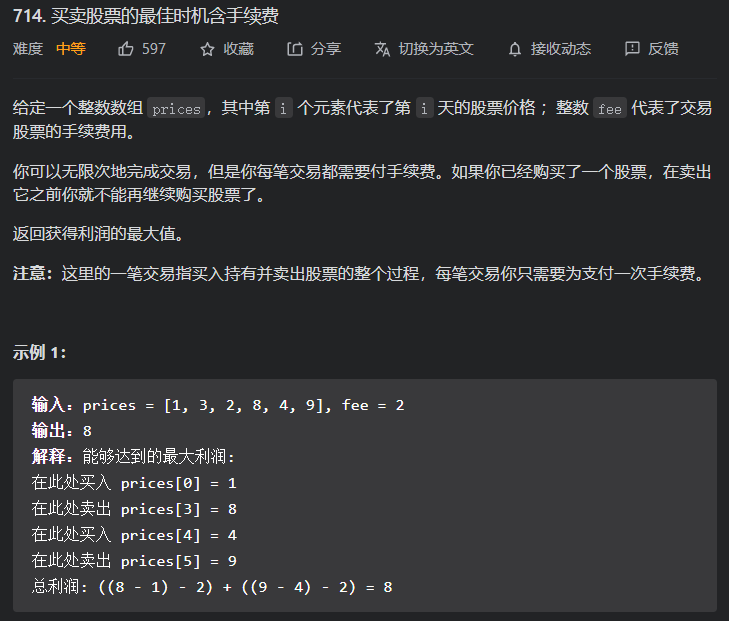 714. 买卖股票的最佳时机含手续费
难度 中等 597 收藏 分享 切换为英文 接收动态 反馈
给定一个整数数组 prices，其中第 i 个元素代表了第 i 天的股票价格 ；整数 fee 代表了交易
股票的手续费用。
你可以无限次地完成交易，但是你每笔交易都需要付手续费。如果你已经购买了一个股票，在卖出
它之前你就不能再继续购买股票了。
返回获得利润的最大值。
注意：这里的一笔交易指买入持有并卖出股票的整个过程，每笔交易你只需要为支付一次手续费。
示例 1：
输入：prices = [1, 3, 2, 8, 4, 9], fee = 2
输出：8
解释：能够达到的最大利润:
在此处买入 prices[0] = 1
在此处卖出 prices[3] = 8
在此处买入 prices[4] = 4
在此处卖出 prices[5] = 9
总利润: ((8 - 1) - 2) + ((9 - 4) - 2) = 8